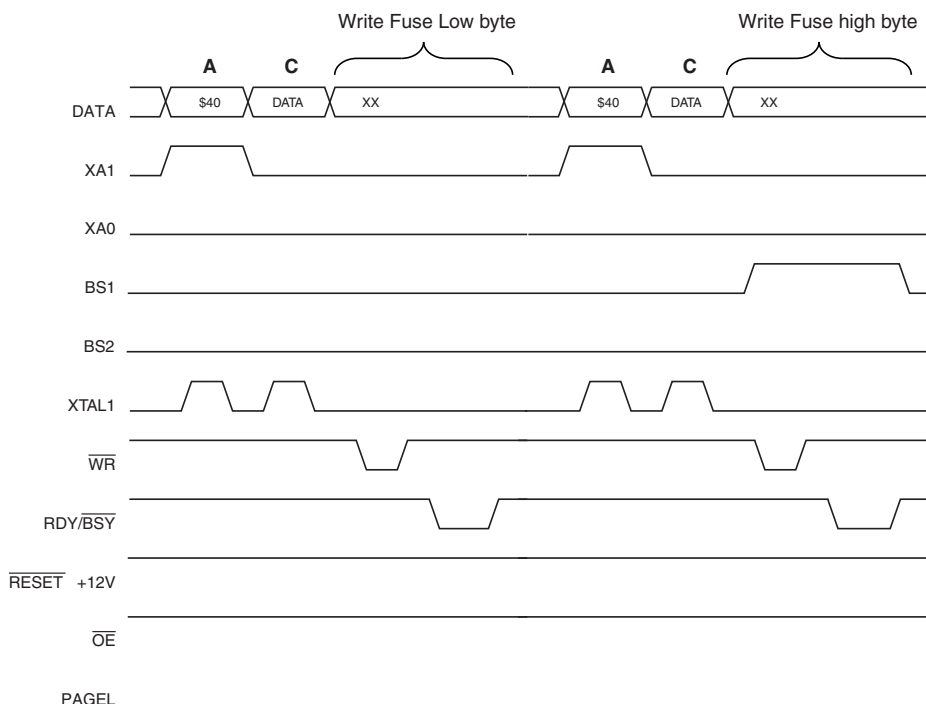 Write Fuse Low byte Write Fuse high byte
A C A C
DATA $40 DATA XX $40 DATA XX
XA1
XA0
BS1
BS2
XTAL1
WR
RDY/BSY
RESET +12V
OE
PAGEL